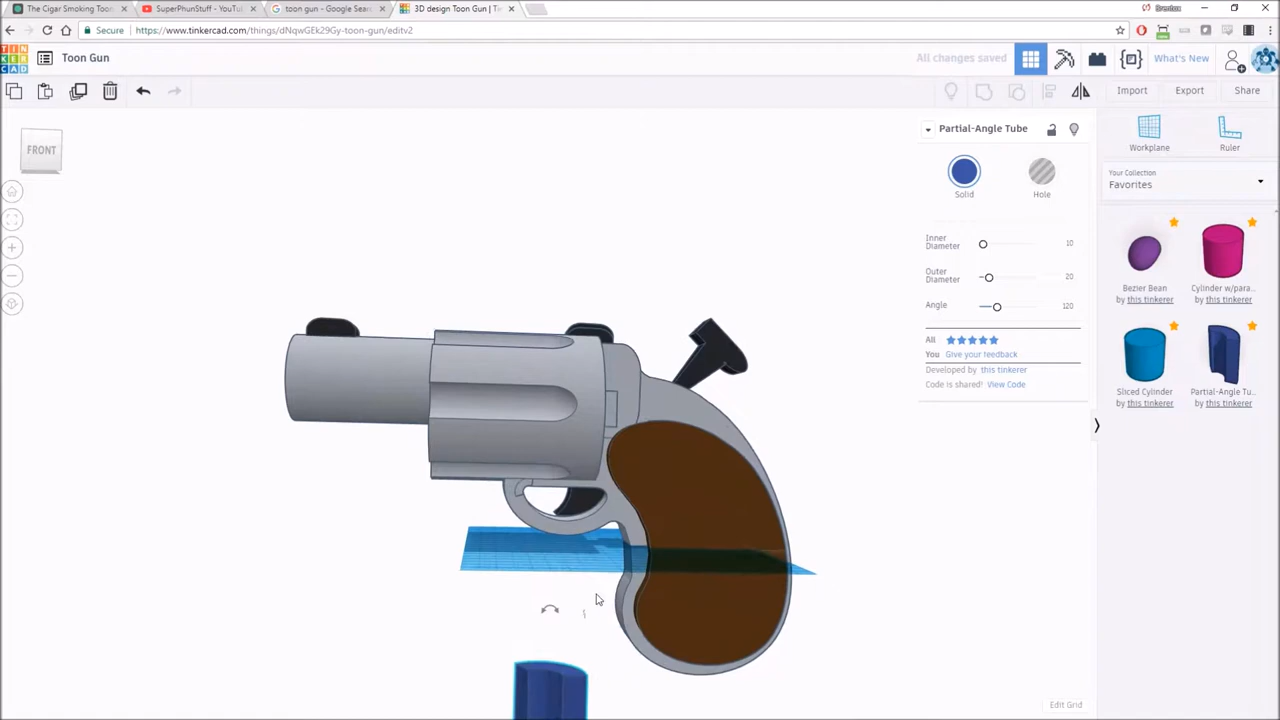 The Cigar Smoking Toon
SuperPhunStuff - YouTu
toon gun - Google Searc
3D design Toon Gun | Tin
Brentox
Secure
https://www.tinkercad.com/things/dNqwGEk29Gy-toon-gun/editv2
TIN
KER
CAD
Toon Gun
All changes saved
What's New
Import
Export
Share
FRONT
Partial-Angle Tube
Solid
Hole
Inner
Diameter
10
Outer
Diameter
20
Angle
120
All
You
Give your feedback
Developed by this tinkerer
Code is shared! View Code
Workplane
Ruler
Your Collection
Favorites
Bezier Bean
by this tinkerer
Cylinder w/para...
by this tinkerer
Sliced Cylinder
by this tinkerer
Partial-Angle Tu...
by this tinkerer
Edit Grid